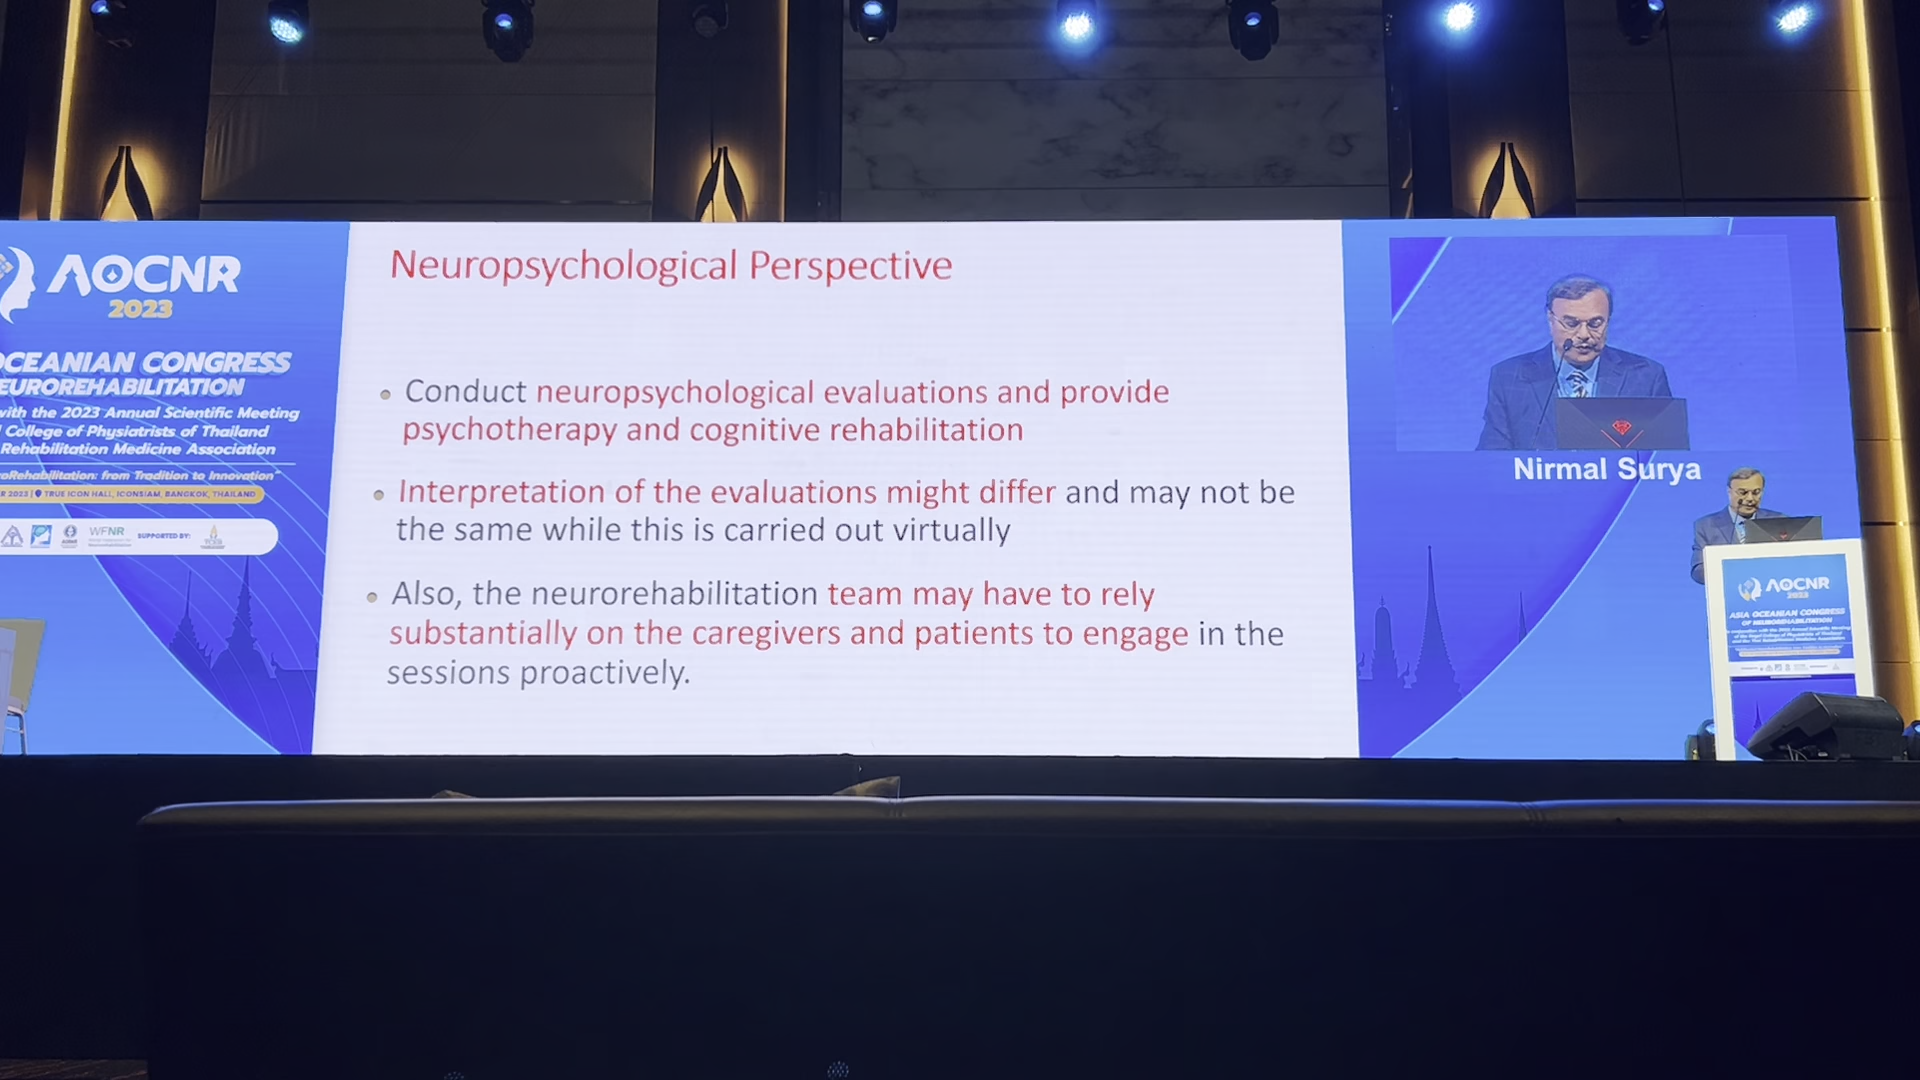 AOCNR
2023
OCEANIAN CONGRESS
EUROREHABILITATION
with the 2023 Annual Scientific Meeting
College of Physiatrists of Thailand
Rehabilitation Medicine Association
oRehabilitation: from Tradition to Innovation"
R 2023 | TRUE ICON HALL, ICONSIAM, BANGKOK, THAILAND
WFNR
SUPPORTED BY:
Neuropsychological Perspective
• Conduct neuropsychological evaluations and provide
psychotherapy and cognitive rehabilitation
• Interpretation of the evaluations might differ and may not be
the same while this is carried out virtually
• Also, the neurorehabilitation team may have to rely
substantially on the caregivers and patients to engage in the
sessions proactively.
Nirmal Surya
AOCNR
2023
ASIA OCEANIAN CONGRESS
OF NEUROREHABILITATION